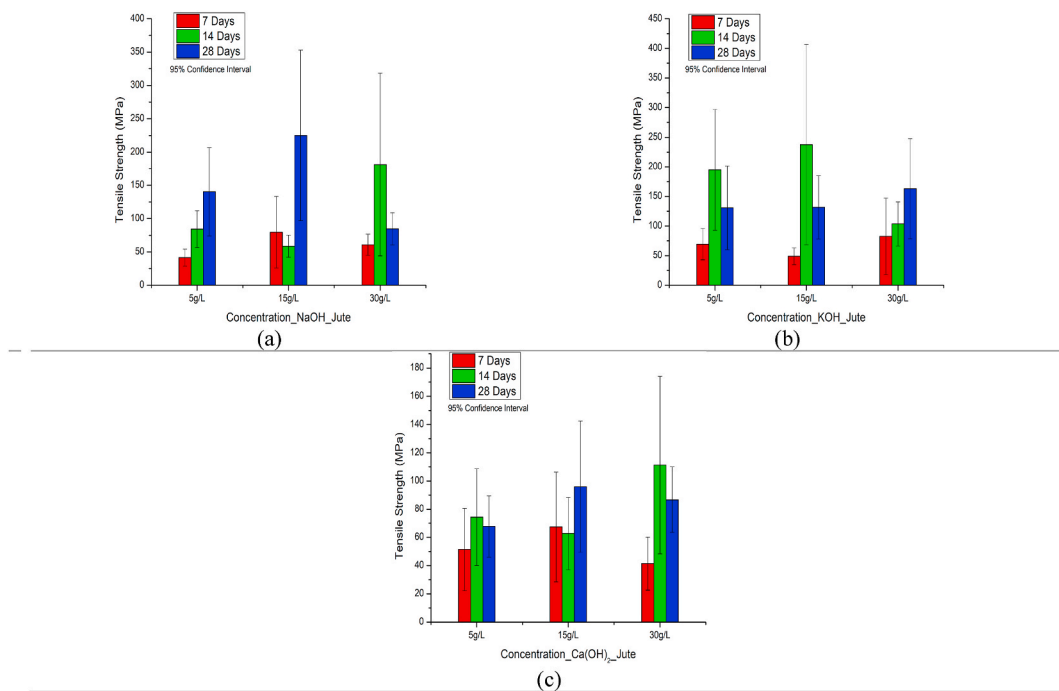 7 Days
14 Days
28 Days
95% Confidence Interval
Tensile Strength (MPa)
400
350
300
250
200
150
100
50
0
5g/L 15g/L 30g/L
Concentration_NaOH_Jute
(a)
7 Days
14 Days
28 Days
95% Confidence Interval
Tensile Strength (MPa)
450
400
350
300
250
200
150
100
50
0
5g/L 15g/L 30g/L
Concentration_KOH_Jute
(b)
7 Days
14 Days
28 Days
95% Confidence Interval
Tensile Strength (MPa)
180
160
140
120
100
80
60
40
20
0
5g/L 15g/L 30g/L
Concentration_Ca(OH)₂_Jute
(c)